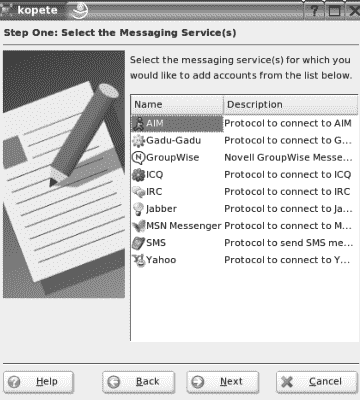 kopete
Step One: Select the Messaging Service(s)
Select the messaging service(s) for which you
would like to add accounts from the list below.
Name Description
AIM Protocol to connect to AIM
Gadu-Gadu Protocol to connect to G...
GroupWise Novell GroupWise Messe...
ICQ Protocol to connect to ICQ
IRC Protocol to connect to IRC
Jabber Protocol to connect to Ja...
MSN Messenger Protocol to connect to M...
SMS Protocol to send SMS me...
Yahoo Protocol to connect to Y...
Help Back Next Cancel